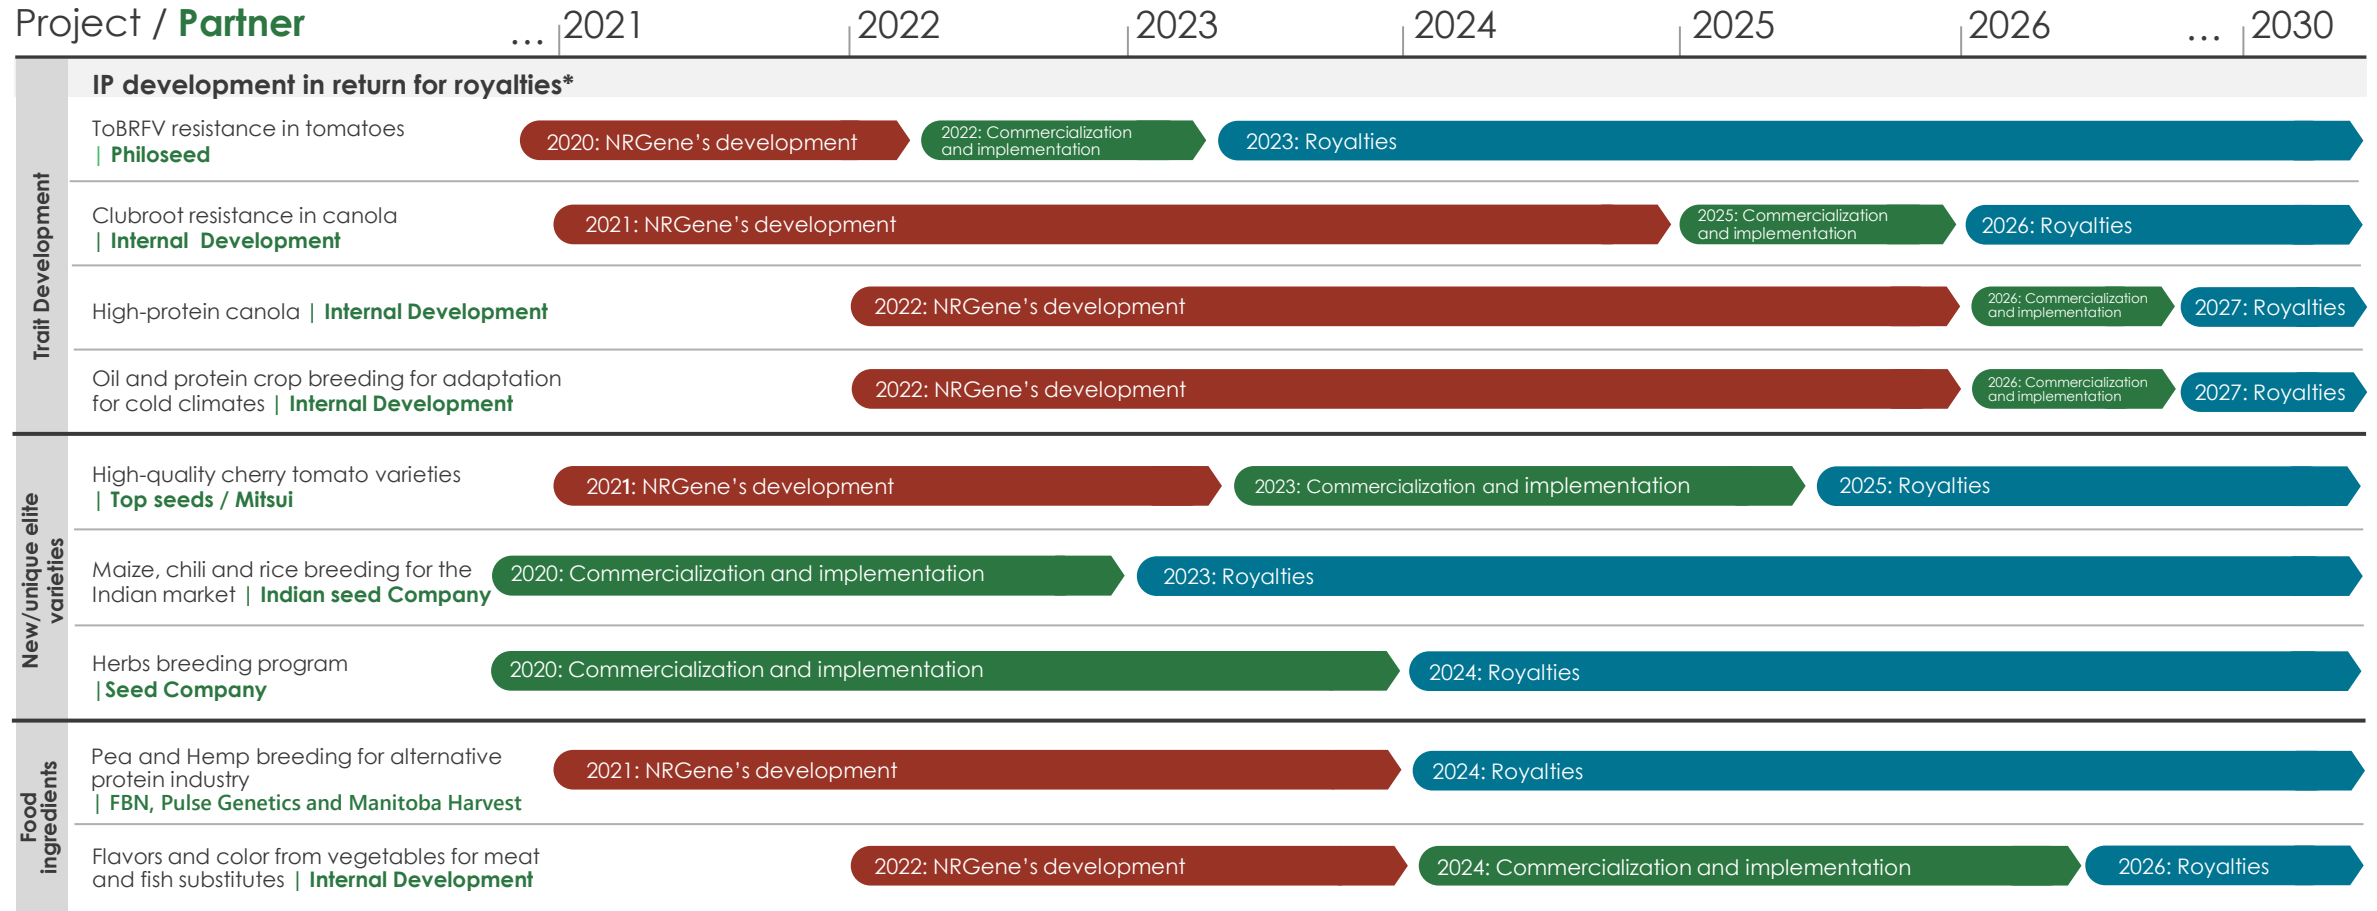 Project / Partner ... 2021 2022 2023 2024 2025 2026 ... 2030
IP development in return for royalties*
Trait Development
ToBRFV resistance in tomatoes
| Philoseed
2020: NRGene's development
2022: Commercialization
and implementation
2023: Royalties
Clubroot resistance in canola
| Internal Development
2021: NRGene's development
2025: Commercialization
and implementation
2026: Royalties
High-protein canola | Internal Development
2022: NRGene's development
2026: Commercialization
and implementation
2027: Royalties
Oil and protein crop breeding for adaptation
for cold climates | Internal Development
2022: NRGene's development
2026: Commercialization
and implementation
2027: Royalties
New/unique elite
varieties
High-quality cherry tomato varieties
| Top seeds / Mitsui
2021: NRGene's development
2023: Commercialization and implementation
2025: Royalties
Maize, chili and rice breeding for the
Indian market | Indian seed Company
2020: Commercialization and implementation
2023: Royalties
Herbs breeding program
|Seed Company
2020: Commercialization and implementation
2024: Royalties
Food
ingredients
Pea and Hemp breeding for alternative
protein industry
| FBN, Pulse Genetics and Manitoba Harvest
2021: NRGene's development
2024: Royalties
Flavors and color from vegetables for meat
and fish substitutes | Internal Development
2022: NRGene's development
2024: Commercialization and implementation
2026: Royalties